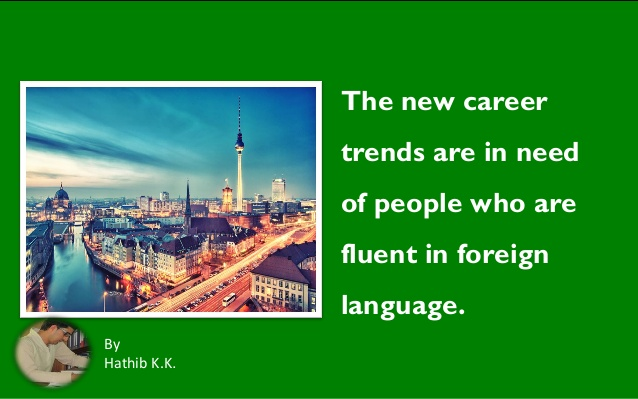 The new career
trends are in need
of people who are
fluent in foreign
language.
By
Hathib K.K.